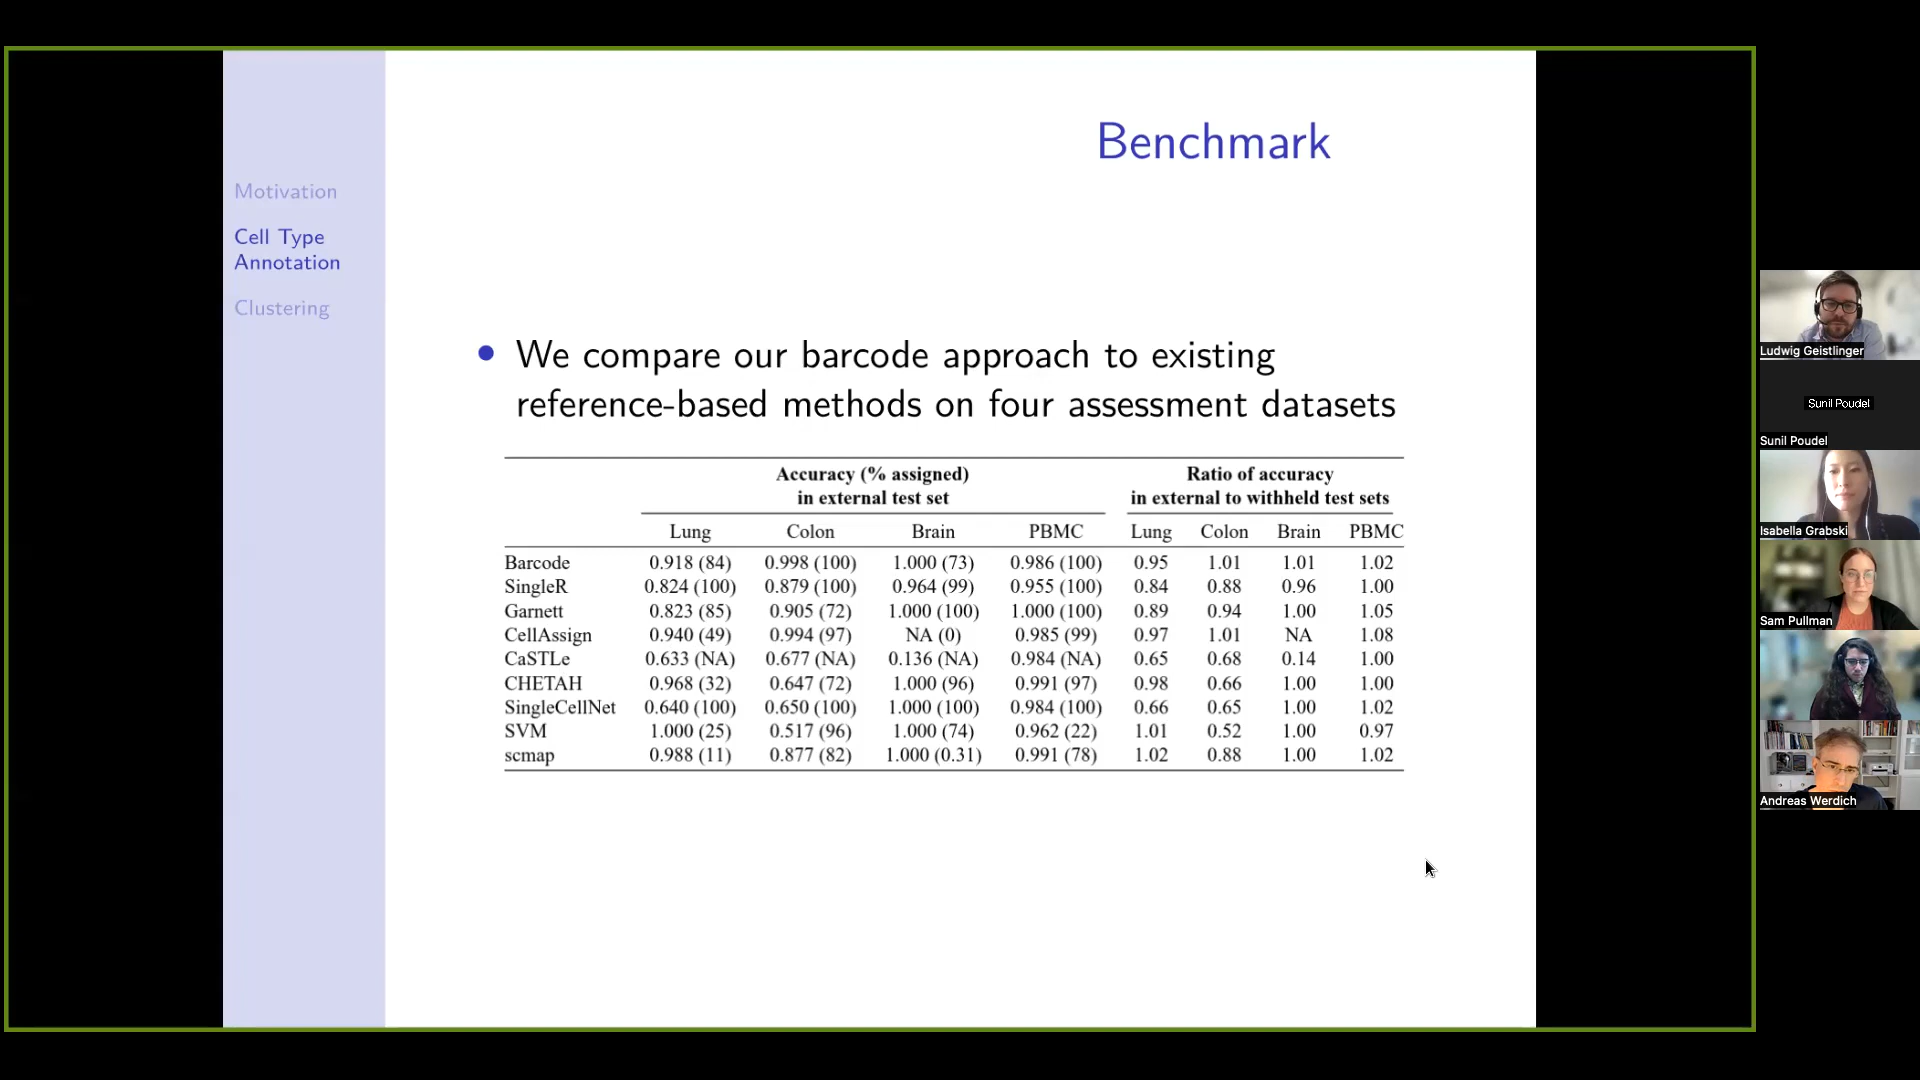 Benchmark
Motivation
Cell Type
Annotation
Clustering
We compare our barcode approach to existing
reference-based methods on four assessment datasets
Accuracy (% assigned) Ratio of accuracy
in external test set in external to withheld test sets
Lung Colon Brain PBMC Lung Colon Brain PBMC
Barcode 0.918 (84) 0.998 (100) 1.000 (73) 0.986 (100) 0.95 1.01 1.01 1.02
SingleR 0.824 (100) 0.879 (100) 0.964 (99) 0.955 (100) 0.84 0.88 0.96 1.00
Garnett 0.823 (85) 0.905 (72) 1.000 (100) 1.000 (100) 0.89 0.94 1.00 1.05
CellAssign 0.940 (49) 0.994 (97) NA (0) 0.985 (99) 0.97 1.01 NA 1.08
CaSTLe 0.633 (NA) 0.677 (NA) 0.136 (NA) 0.984 (NA) 0.65 0.68 0.14 1.00
CHETAH 0.968 (32) 0.647 (72) 1.000 (96) 0.991 (97) 0.98 0.66 1.00 1.00
SingleCellNet 0.640 (100) 0.650 (100) 1.000 (100) 0.984 (100) 0.66 0.65 1.00 1.02
SVM 1.000 (25) 0.517 (96) 1.000 (74) 0.962 (22) 1.01 0.52 1.00 0.97
scmap 0.988 (11) 0.877 (82) 1.000 (0.31) 0.991 (78) 1.02 0.88 1.00 1.02
Ludwig Geistlinger
Sunil Poudel
Sunil Poudel
Isabella Grabski
Sam Pullman
Andreas Werdich